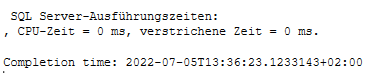 SQL Server-Ausführungszeiten:
, CPU-Zeit = 0 ms, verstrichene Zeit = 0 ms.
Completion time: 2022-07-05T13:36:23.1233143+02:00